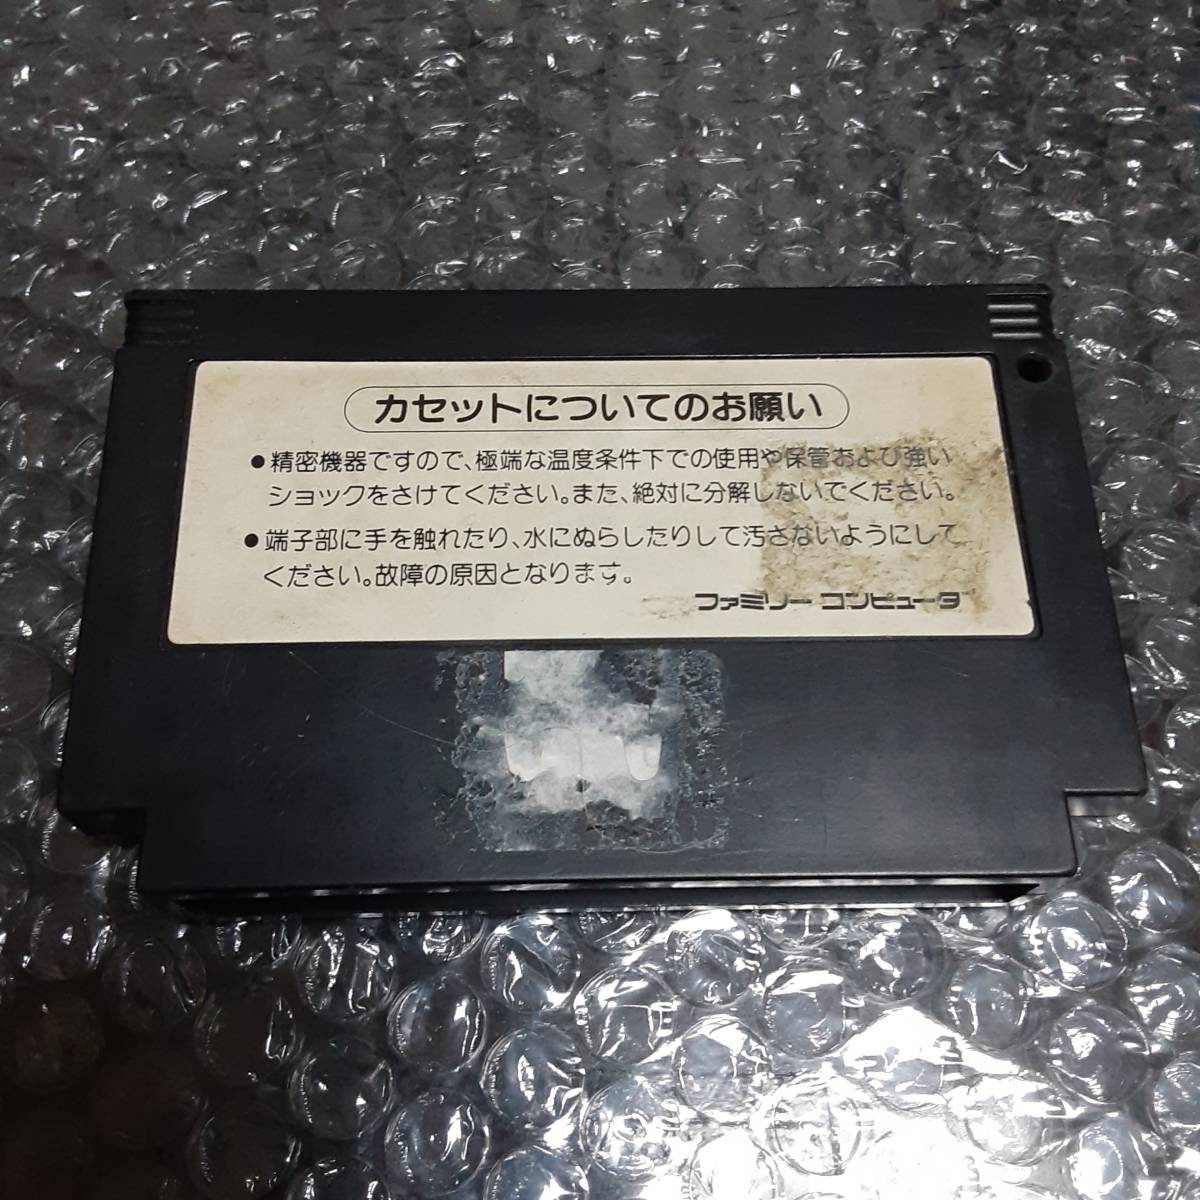 カセットについてのお願い
●精密機器ですので、極端な温度条件下での使用や保管および強い
ショックをさけてください。また、絶対に分解しないでください。
●端子部に手を触れたり、水にぬらしたりして汚さないようにして
ください。故障の原因となります。
ファミリーコンピュータ